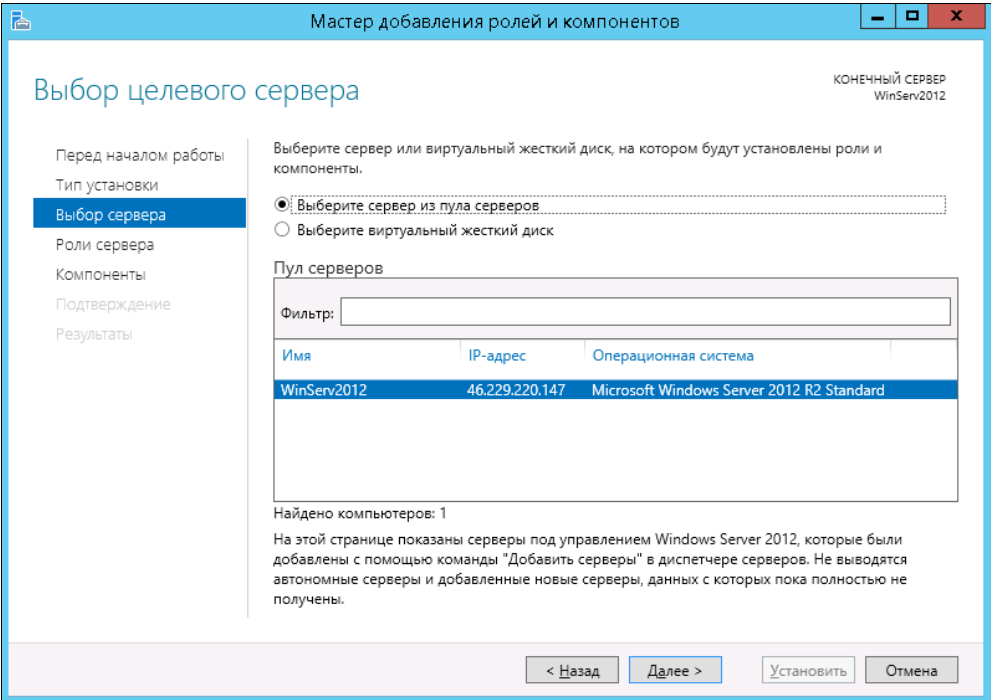 Мастер добавления ролей и компонентов
Выбор целевого сервера
КОНЕЧНЫЙ СЕРВЕР
WinServ2012
Перед началом работы
Тип установки
Выбор сервера
Роли сервера
Компоненты
Подтверждение
Результаты
Выберите сервер или виртуальный жесткий диск, на котором будут установлены роли и
компоненты.
Выберите сервер из пула серверов
Выберите виртуальный жесткий диск
Пул серверов
Фильтр:
Имя IP-адрес Операционная система
WinServ2012 46.229.220.147 Microsoft Windows Server 2012 R2 Standard
Найдено компьютеров: 1
На этой странице показаны серверы под управлением Windows Server 2012, которые были
добавлены с помощью команды "Добавить серверы" в диспетчере серверов. Не выводятся
автономные серверы и добавленные новые серверы, данных с которых пока полностью не
получены.
< Назад Далее > Установить Отмена